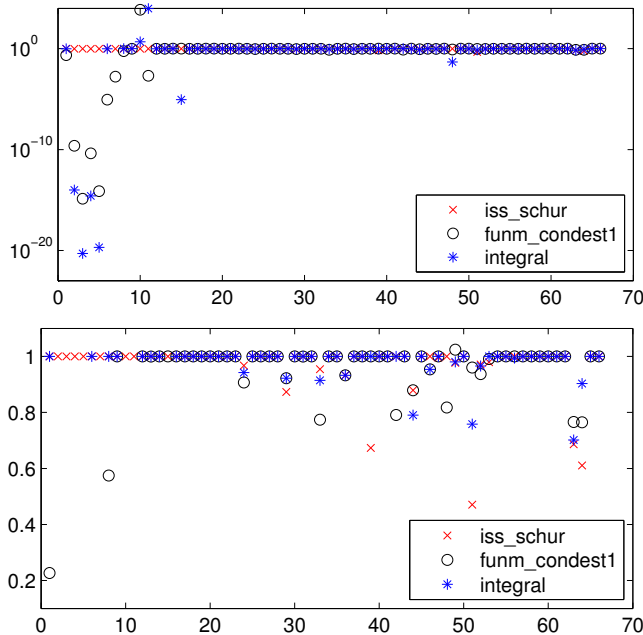 10^0
10^-10
10^-20
0 10 20 30 40 50 60 70
iss_schur
funm_condest1
integral
1
0.8
0.6
0.4
0.2
0 10 20 30 40 50 60 70
iss_schur
funm_condest1
integral